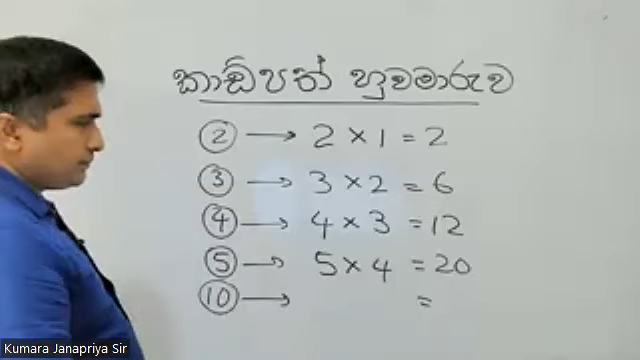 කාඩ්පත් හුවමාරුව
② → 2 × 1 = 2
③ → 3 × 2 = 6
④ → 4 × 3 = 12
⑤ → 5 × 4 = 20
⑩ → =
Kumara Janapriya Sir